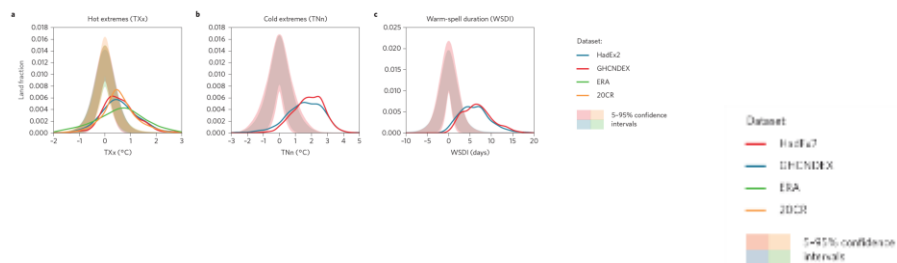 a Hot extremes (TXx)
0.018
0.016
0.014
0.012
0.010
0.008
0.006
0.004
0.002
0.000
Land fraction
-2 -1 0 1 2 3
TXx (°C)
b Cold extremes (TNn)
0.018
0.016
0.014
0.012
0.010
0.008
0.006
0.004
0.002
0.000
-3 -2 -1 0 1 2 3 4 5
TNn (°C)
c Warm-spell duration (WSDI)
0.025
0.020
0.015
0.010
0.005
0.000
-10 -5 0 5 10 15 20
WSDI (days)
Dataset:
HadEx2
GHCNDEX
ERA
20CR
5–95% confidence
intervals
Dataset
HadEx2
GHCNDEX
ERA
20CR
5–95% confidence
intervals